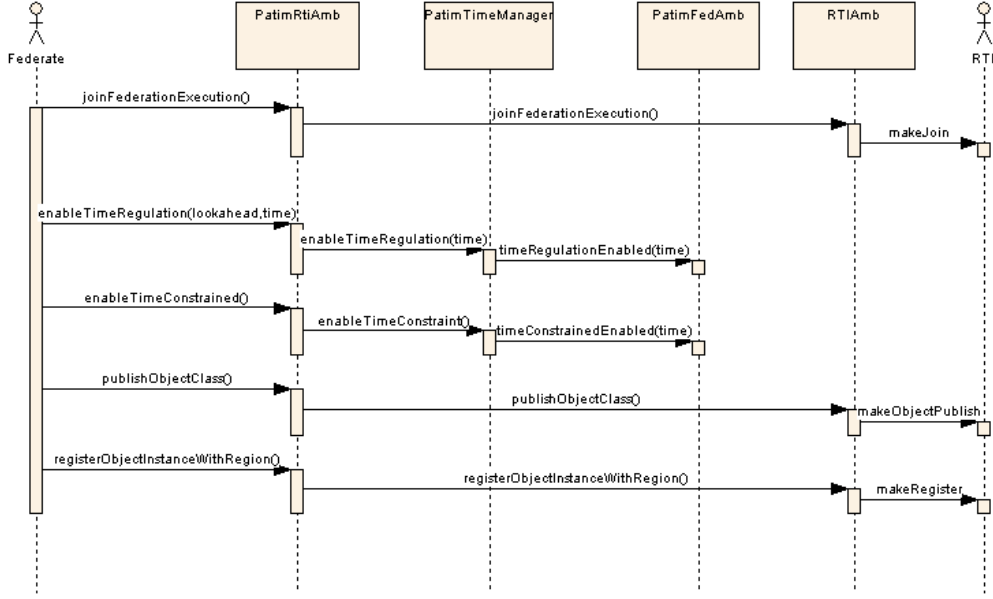 PatimRtiAmb
PatimTimeManager
PatimFedAmb
RTIAmb
Federate
RTI
joinFederationExecution()
joinFederationExecution()
makeJoin
enableTimeRegulation(lookahead,time)
enableTimeRegulation(time)
timeRegulationEnabled(time)
enableTimeConstrained()
enableTimeConstraint()
timeConstrainedEnabled(time)
publishObjectClass()
publishObjectClass()
makeObjectPublish
registerObjectInstanceWithRegion()
registerObjectInstanceWithRegion()
makeRegister